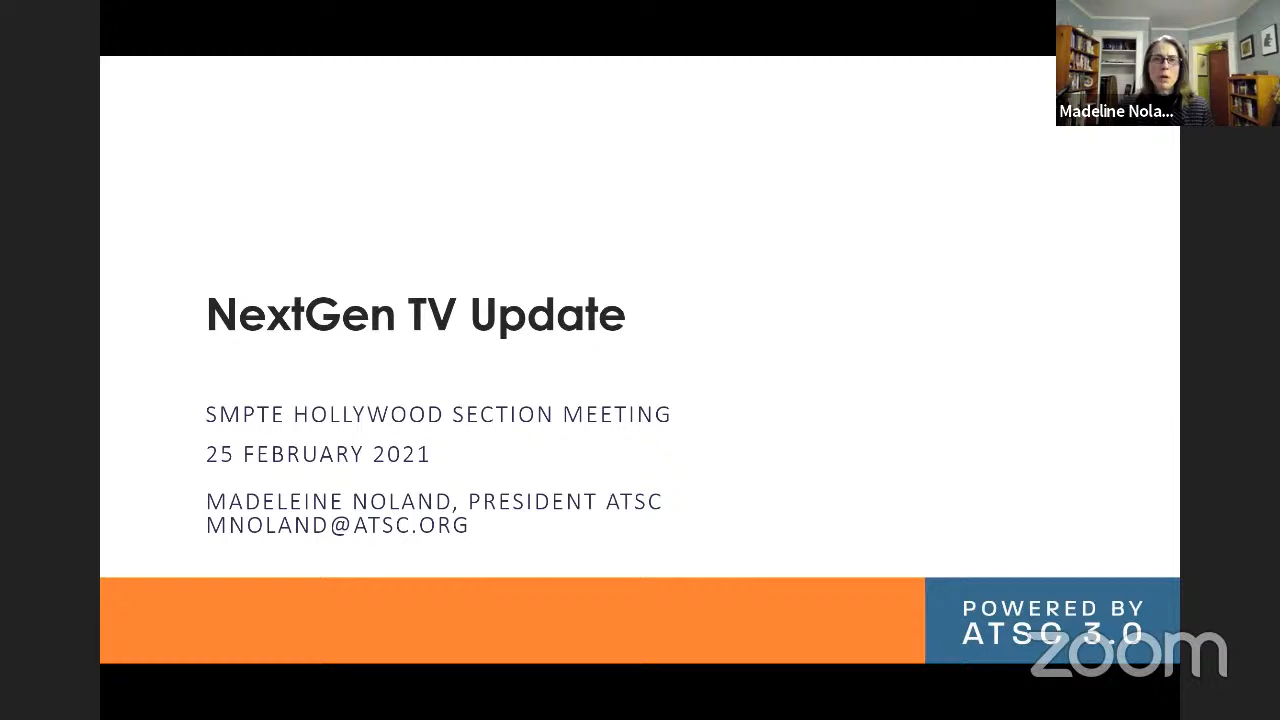 Madeline Nola...
NextGen TV Update
SMPTE HOLLYWOOD SECTION MEETING
25 FEBRUARY 2021
MADELEINE NOLAND, PRESIDENT ATSC
MNOLAND@ATSC.ORG
POWERED BY
ATSC 3.0
zoom